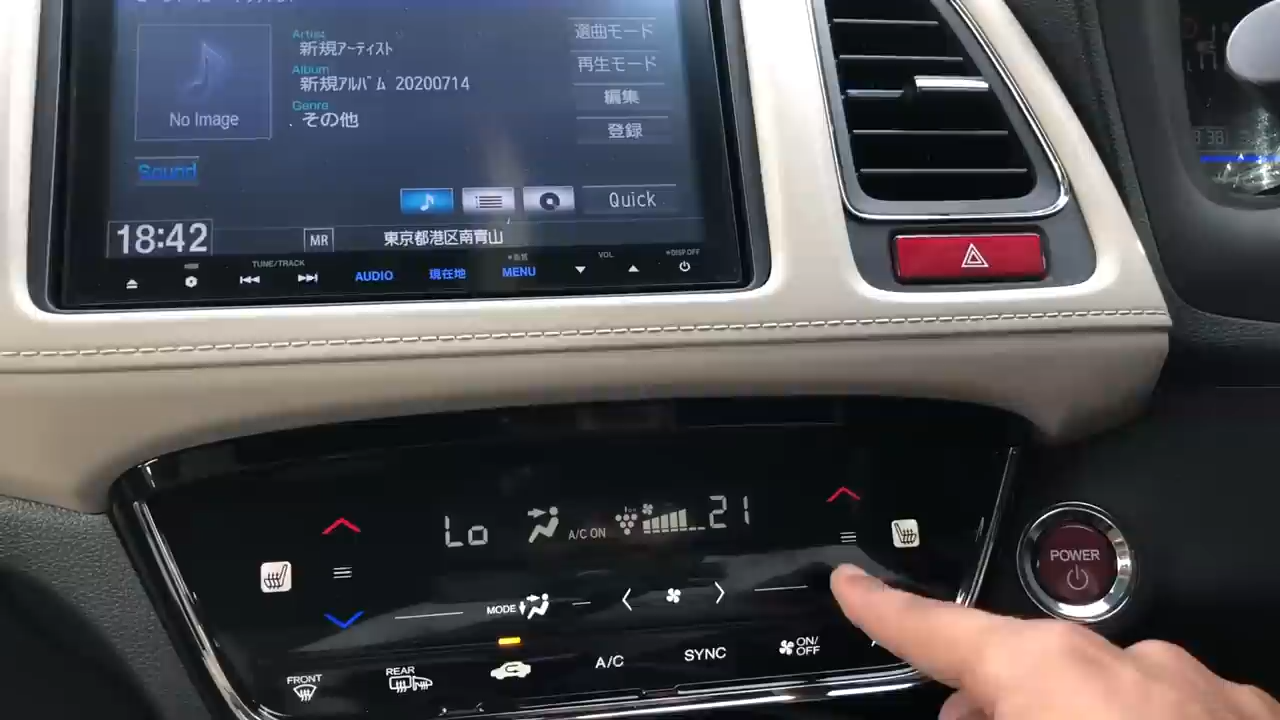 Artist
新規アーティスト
Album
新規アルバム 20200714
Genre
その他
No Image
Sound
選曲モード
再生モード
編集
登録
Quick
18:42
MR
東京都港区南青山
TUNE/TRACK
AUDIO
現在地
MENU
VOL
DISP OFF
Lo
A/C ON
21
MODE
POWER
FRONT
REAR
A/C
SYNC
ON/
OFF